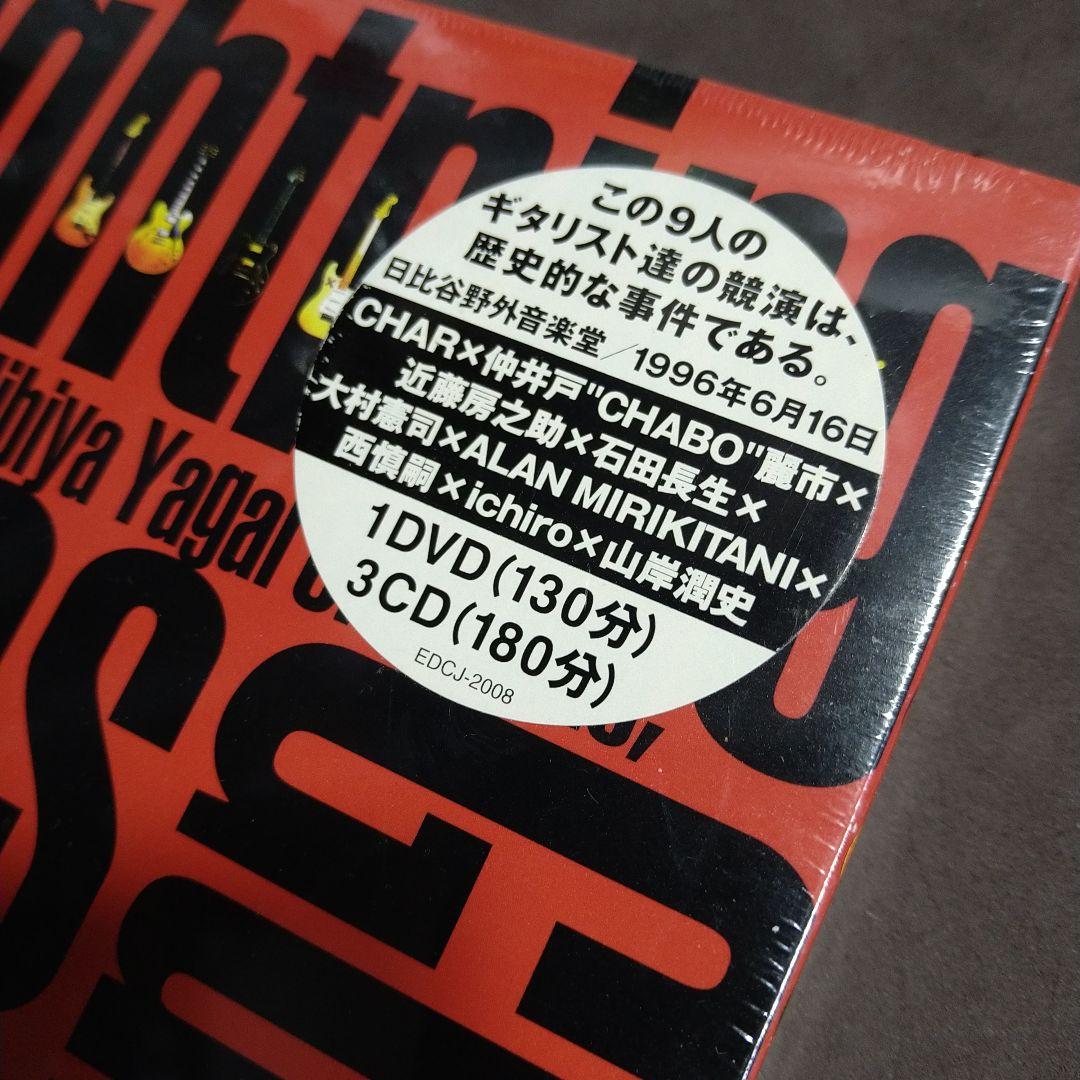 ghtning
この9人の
ギタリスト達の競演は、
歴史的な事件である。
日比谷野外音楽堂/1996年6月16日
CHAR×仲井戸"CHABO"麗市×
近藤房之助×石田長生×
大村憲司×ALAN MIRIKITANI×
西慎嗣×ichiro×山岸潤史
1DVD(130分)
3CD(180分)
EDCJ-2008
ibiya Yaga